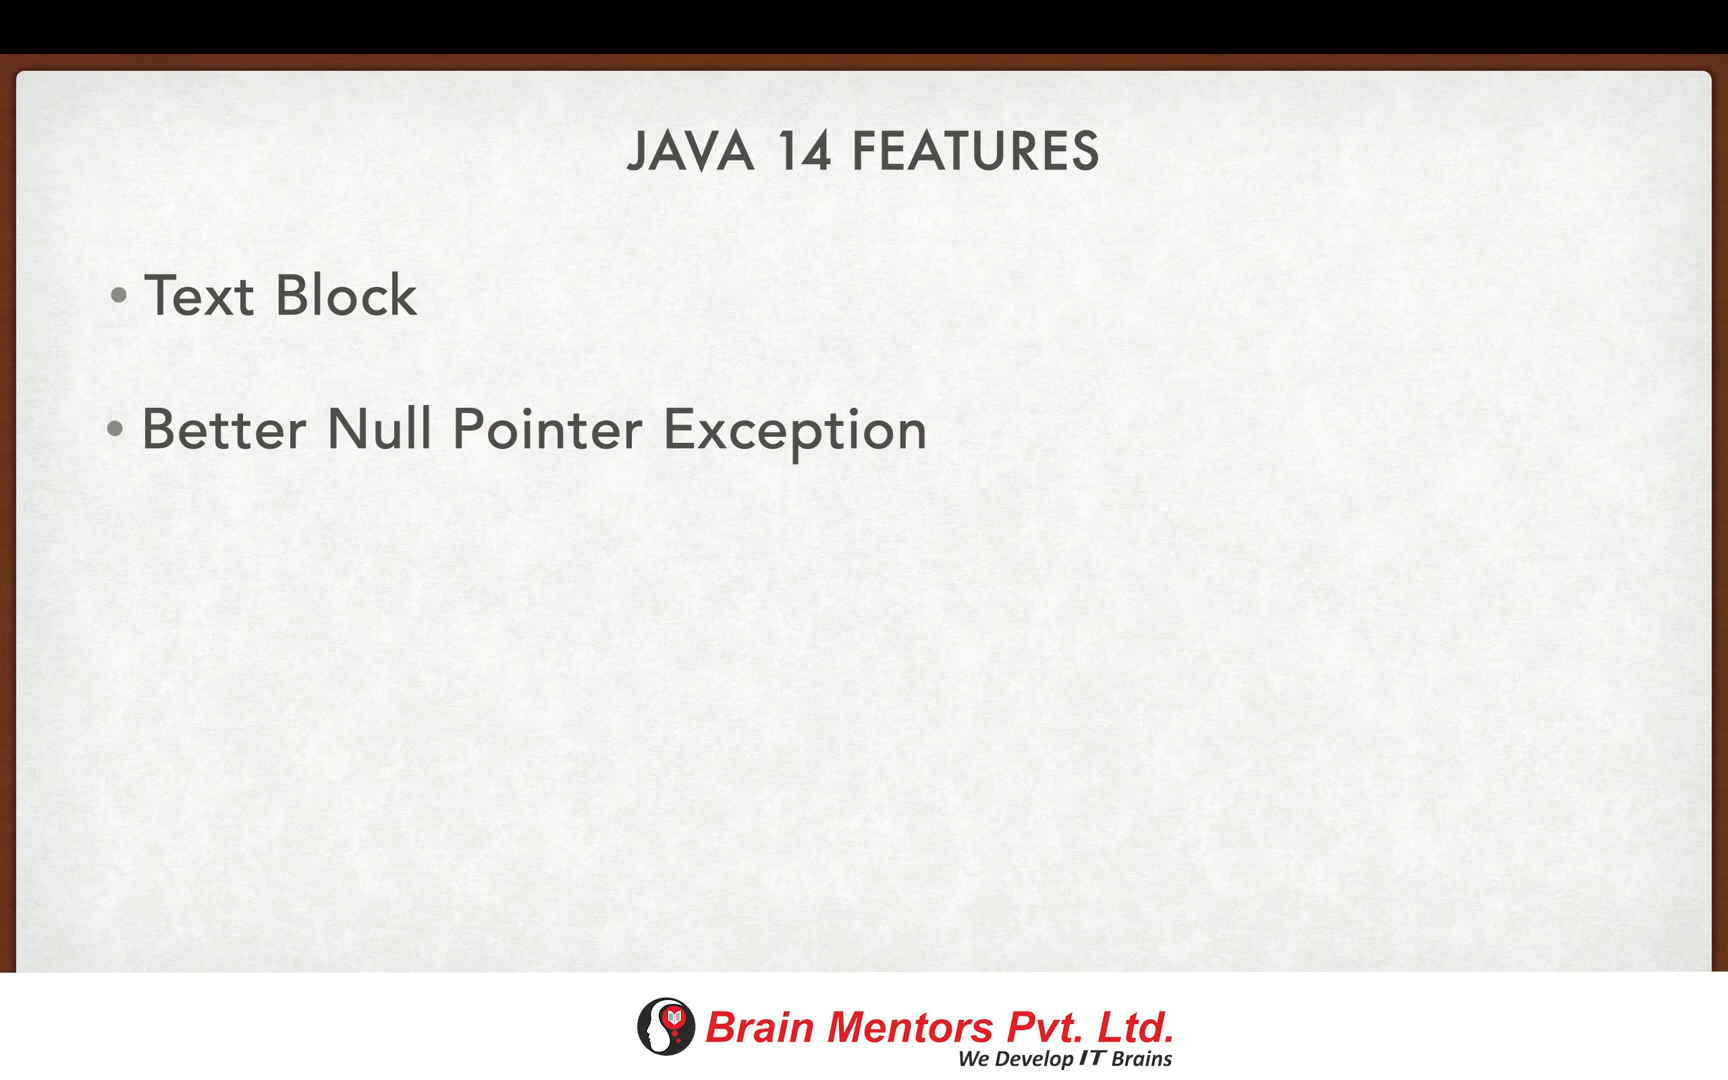 JAVA 14 FEATURES
• Text Block
• Better Null Pointer Exception
Brain Mentors Pvt. Ltd.
We Develop IT Brains